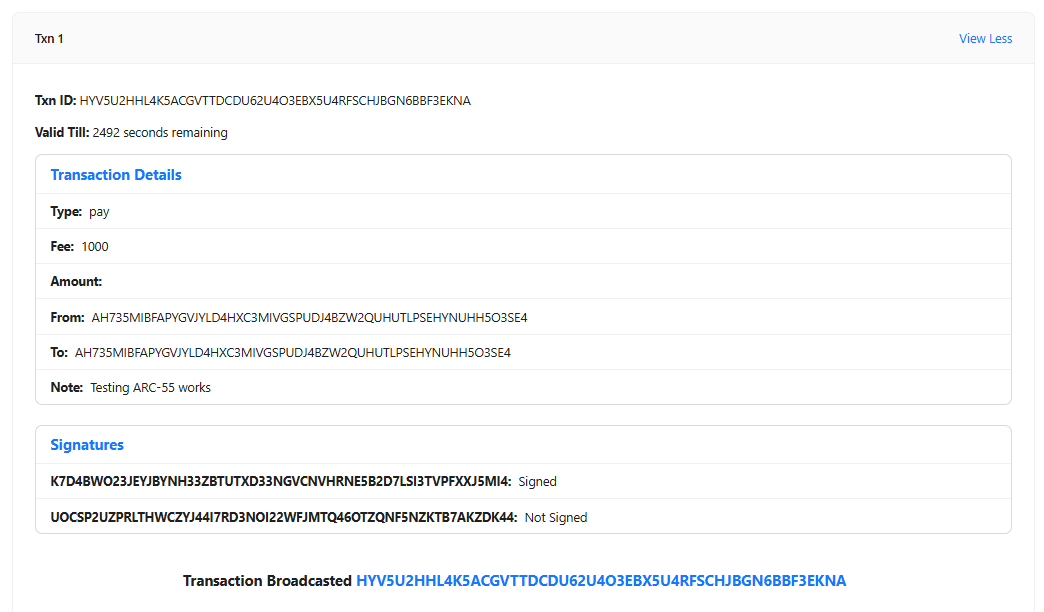 Txn 1
View Less
Txn ID: HYV5U2HHL4K5ACGVTTDCDU62U4O3EBX5U4RFSCHJBGN6BBF3EKNA
Valid Till: 2492 seconds remaining
Transaction Details
Type: pay
Fee: 1000
Amount:
From: AH735MIBFAPYGVJYLD4HXC3MIVGSPUDJ4BZW2QUHUTLPSEHYNUHH5O3SE4
To: AH735MIBFAPYGVJYLD4HXC3MIVGSPUDJ4BZW2QUHUTLPSEHYNUHH5O3SE4
Note: Testing ARC-55 works
Signatures
K7D4BWO23JEYJBYNH33ZBTUTXD33NGVCNVHRNE5B2D7LSI3TVPFXXJ5MI4: Signed
UOCSP2UZPRLTHWCZYJ44I7RD3NOI22WFJMTQ46OTZQNF5NZKTB7AKZDK44: Not Signed
Transaction Broadcasted HYV5U2HHL4K5ACGVTTDCDU62U4O3EBX5U4RFSCHJBGN6BBF3EKNA